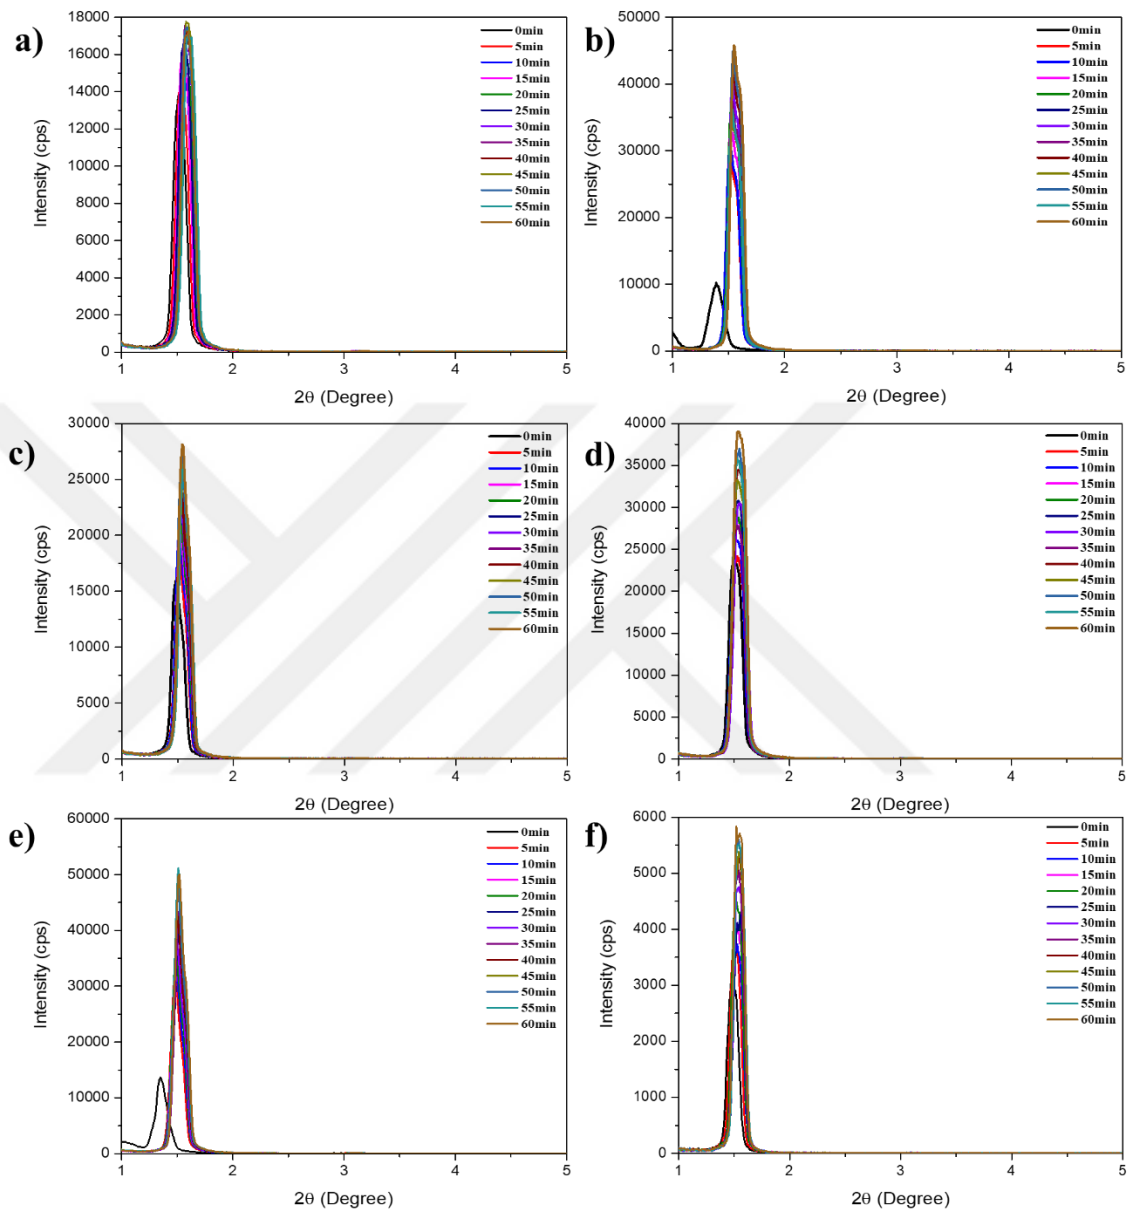 a)
18000
16000
14000
12000
10000
8000
6000
4000
2000
0
Intensity (cps)
1 2 3 4 5
2θ (Degree)
0min
5min
10min
15min
20min
25min
30min
35min
40min
45min
50min
55min
60min
b)
50000
40000
30000
20000
10000
0
Intensity (cps)
1 2 3 4 5
2θ (Degree)
0min
5min
10min
15min
20min
25min
30min
35min
40min
45min
50min
55min
60min
c)
30000
25000
20000
15000
10000
5000
0
Intensity (cps)
1 2 3 4 5
2θ (Degree)
0min
5min
10min
15min
20min
25min
30min
35min
40min
45min
50min
55min
60min
d)
40000
35000
30000
25000
20000
15000
10000
5000
0
Intensity (cps)
1 2 3 4 5
2θ (Degree)
0min
5min
10min
15min
20min
25min
30min
35min
40min
45min
50min
55min
60min
e)
60000
50000
40000
30000
20000
10000
0
Intensity (cps)
1 2 3 4 5
2θ (Degree)
0min
5min
10min
15min
20min
25min
30min
35min
40min
45min
50min
55min
60min
f)
6000
5000
4000
3000
2000
1000
0
Intensity (cps)
1 2 3 4 5
2θ (Degree)
0min
5min
10min
15min
20min
25min
30min
35min
40min
45min
50min
55min
60min